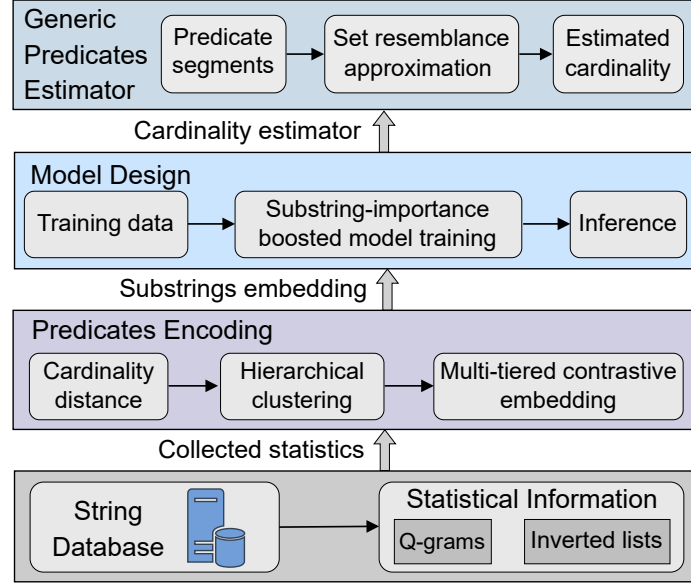 Generic
Predicates
Estimator
Predicate
segments
Set resemblance
approximation
Estimated
cardinality
Cardinality estimator
Model Design
Training data
Substring-importance
boosted model training
Inference
Substrings embedding
Predicates Encoding
Cardinality
distance
Hierarchical
clustering
Multi-tiered contrastive
embedding
Collected statistics
String
Database
Statistical Information
Q-grams
Inverted lists